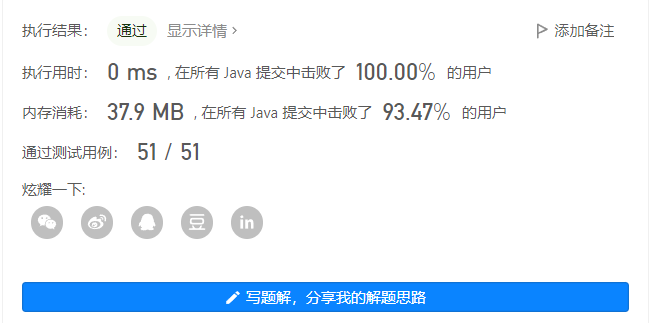 执行结果： 通过 显示详情 › 添加备注
执行用时： 0 ms , 在所有 Java 提交中击败了 100.00% 的用户
内存消耗： 37.9 MB , 在所有 Java 提交中击败了 93.47% 的用户
通过测试用例： 51 / 51
炫耀一下:
豆 in
写题解，分享我的解题思路